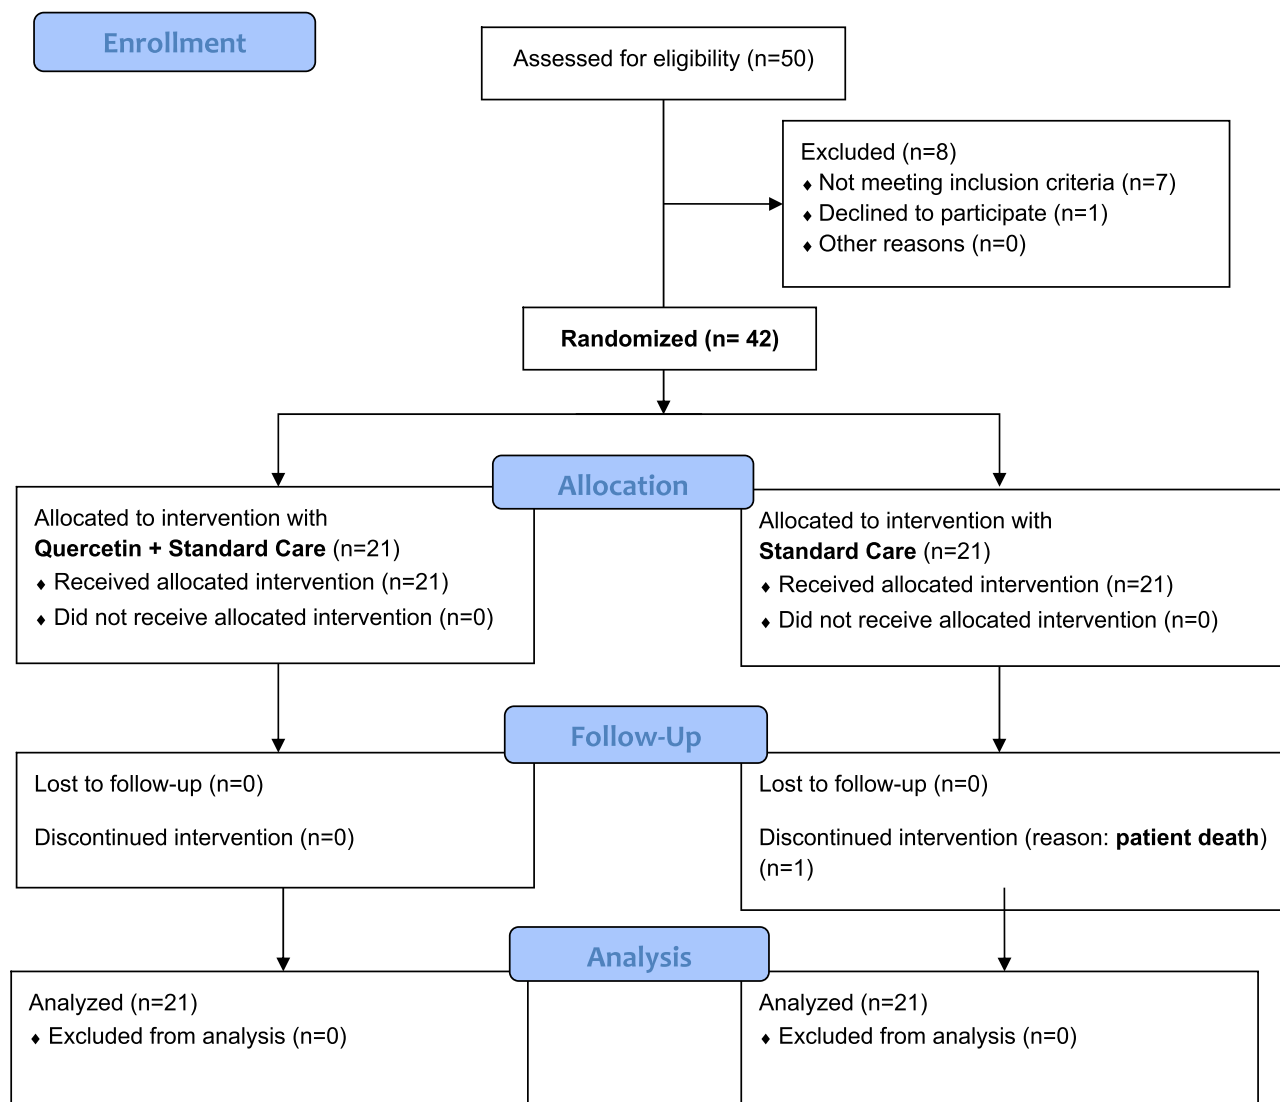 Enrollment
Assessed for eligibility (n=50)
Excluded (n=8)
♦ Not meeting inclusion criteria (n=7)
♦ Declined to participate (n=1)
♦ Other reasons (n=0)
Randomized (n= 42)
Allocation
Allocated to intervention with
Quercetin + Standard Care (n=21)
♦ Received allocated intervention (n=21)
♦ Did not receive allocated intervention (n=0)
Allocated to intervention with
Standard Care (n=21)
♦ Received allocated intervention (n=21)
♦ Did not receive allocated intervention (n=0)
Follow-Up
Lost to follow-up (n=0)
Discontinued intervention (n=0)
Lost to follow-up (n=0)
Discontinued intervention (reason: patient death)
(n=1)
Analysis
Analyzed (n=21)
♦ Excluded from analysis (n=0)
Analyzed (n=21)
♦ Excluded from analysis (n=0)